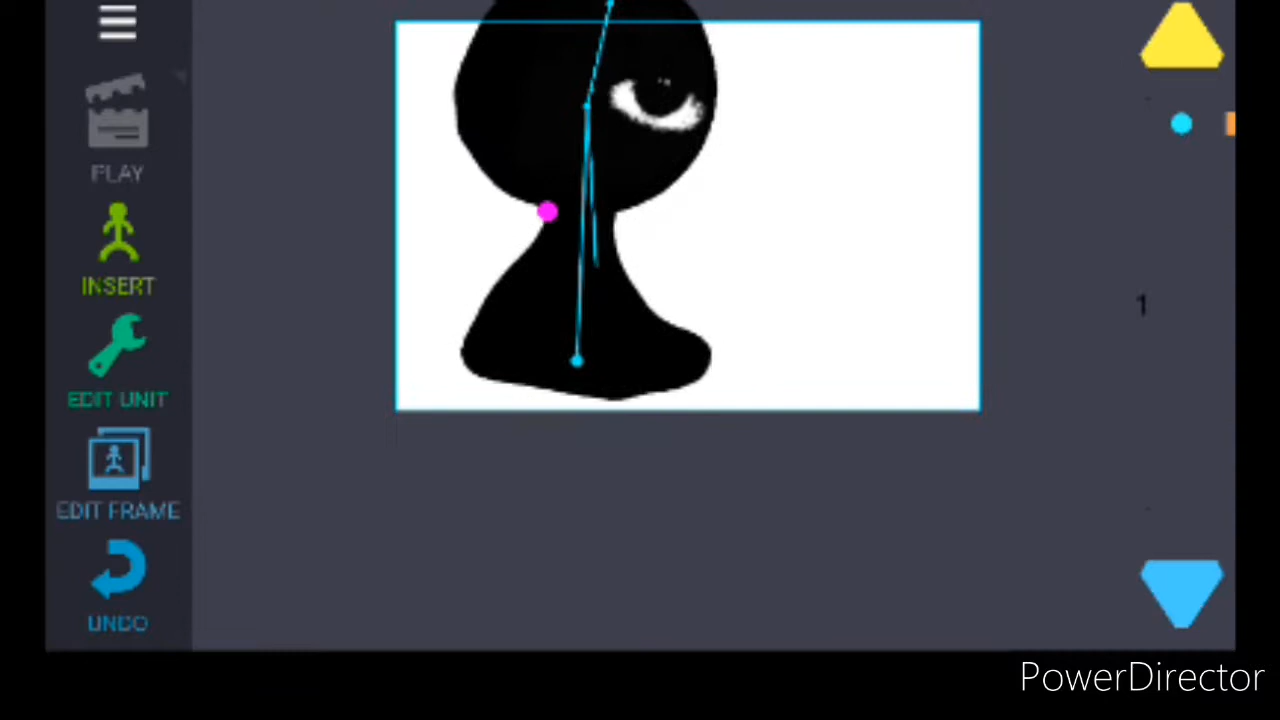 PLAY
INSERT
EDIT UNIT
EDIT FRAME
UNDO
1
PowerDirector